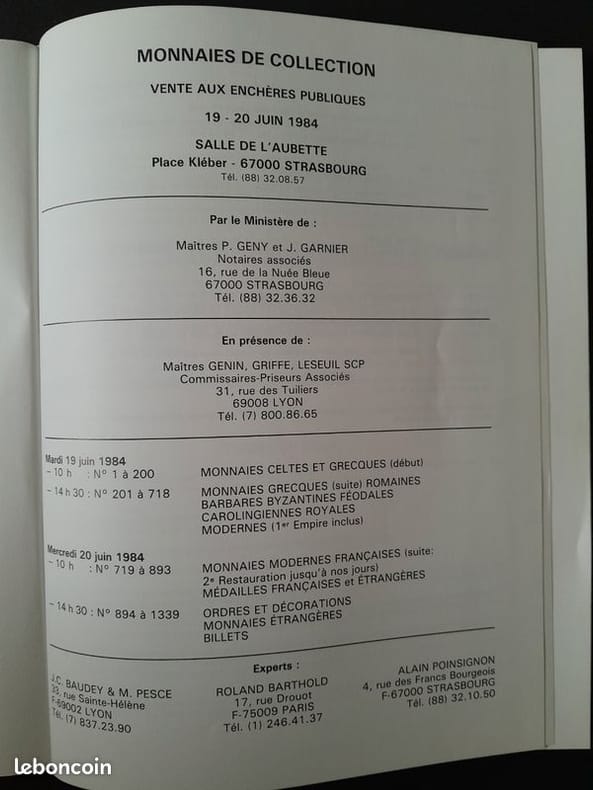 MONNAIES DE COLLECTION
VENTE AUX ENCHÈRES PUBLIQUES
19 - 20 JUIN 1984
SALLE DE L'AUBETTE
Place Kléber - 67000 STRASBOURG
Tél. (88) 32.08.57
Par le Ministère de :
Maîtres P. GENY et J. GARNIER
Notaires associés
16, rue de la Nuée Bleue
67000 STRASBOURG
Tél. (88) 32.36.32
En présence de :
Maîtres GENIN, GRIFFE, LESEUIL SCP
Commissaires-Priseurs Associés
31, rue des Tuiliers
69008 LYON
Tél. (7) 800.86.65
Mardi 19 juin 1984
- 10 h : Nº 1 à 200 MONNAIES CELTES ET GRECQUES (début)
- 14 h 30 : Nº 201 à 718 MONNAIES GRECQUES (suite) ROMAINES
BARBARES BYZANTINES FÉODALES
CAROLINGIENNES ROYALES
MODERNES (1er Empire inclus)
Mercredi 20 juin 1984
- 10 h : Nº 719 à 893 MONNAIES MODERNES FRANÇAISES (suite:
2e Restauration jusqu'à nos jours)
MÉDAILLES FRANÇAISES et ÉTRANGÈRES
- 14 h 30 : Nº 894 à 1339 ORDRES ET DÉCORATIONS
MONNAIES ÉTRANGÈRES
BILLETS
Experts :
J.C. BAUDEY & M. PESCE
33, rue Sainte-Hélène
F-69002 LYON
Tél. (7) 837.23.90
ROLAND BARTHOLD
17, rue Drouot
F-75009 PARIS
Tél. (1) 246.41.37
ALAIN POINSIGNON
4, rue des Francs Bourgeois
F-67000 STRASBOURG
Tél. (88) 32.10.50
leboncoin